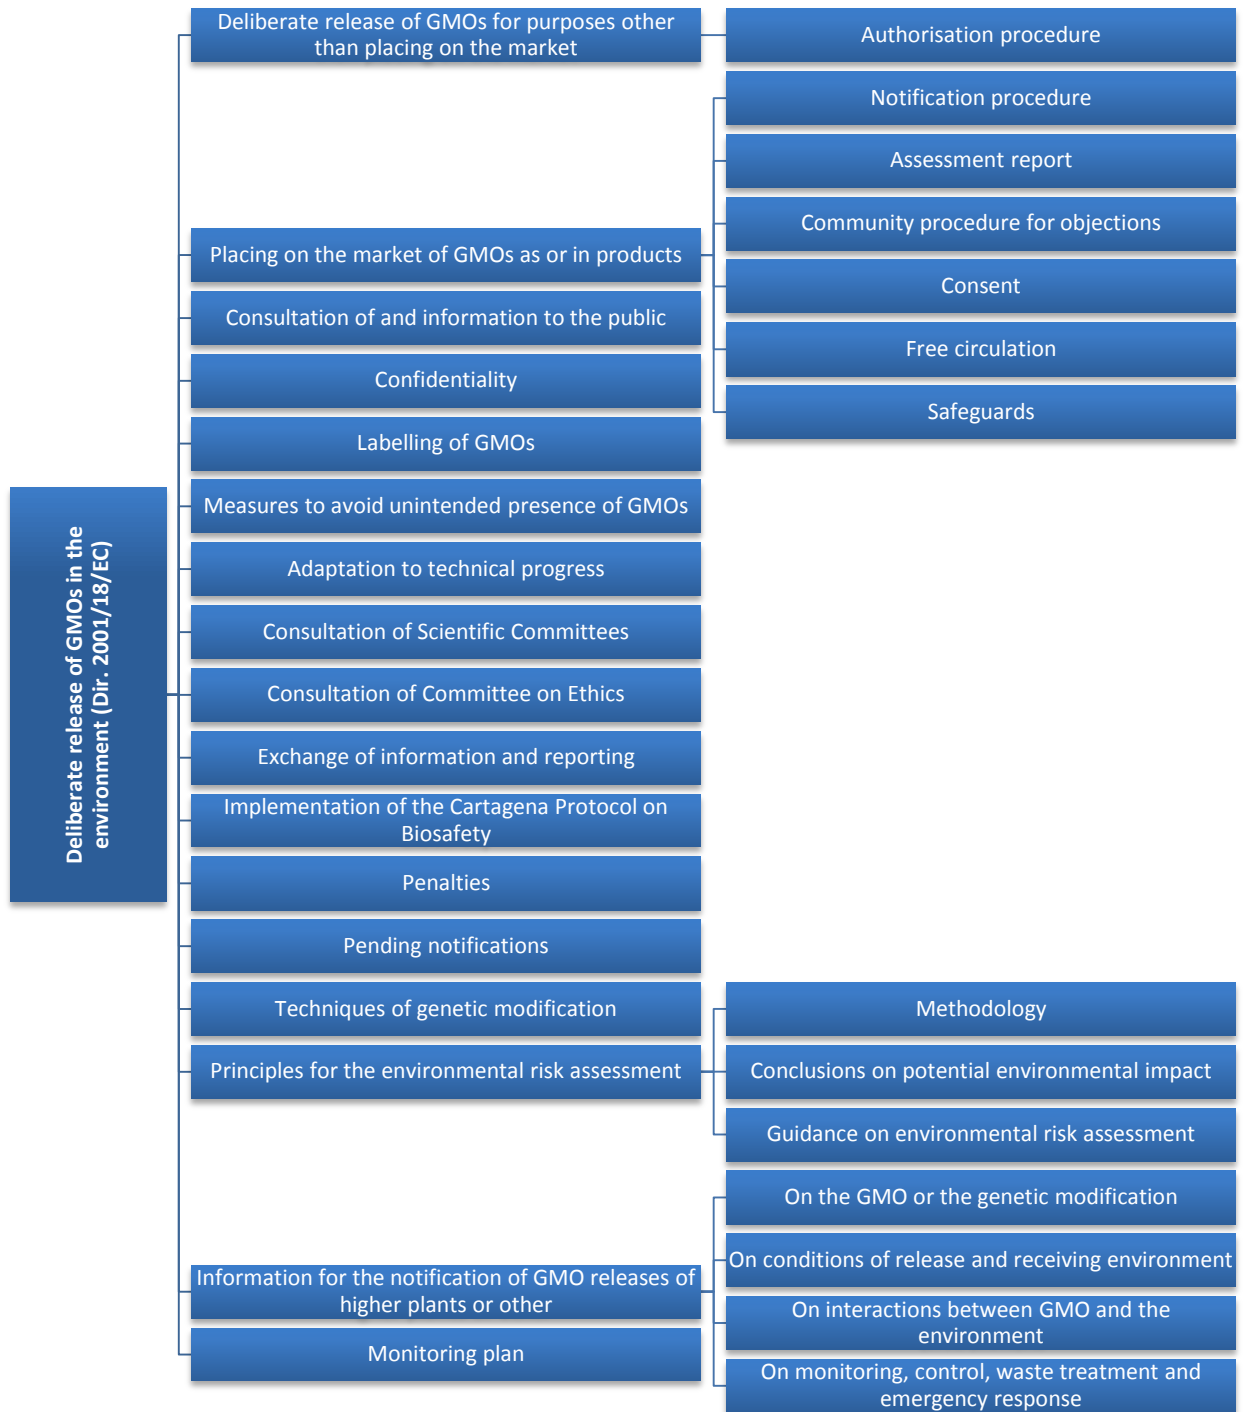 Deliberate release of GMOs in the
environment (Dir. 2001/18/EC)
Deliberate release of GMOs for purposes other
than placing on the market
Authorisation procedure
Placing on the market of GMOs as or in products
Notification procedure
Assessment report
Community procedure for objections
Consent
Free circulation
Safeguards
Consultation of and information to the public
Confidentiality
Labelling of GMOs
Measures to avoid unintended presence of GMOs
Adaptation to technical progress
Consultation of Scientific Committees
Consultation of Committee on Ethics
Exchange of information and reporting
Implementation of the Cartagena Protocol on
Biosafety
Penalties
Pending notifications
Techniques of genetic modification
Principles for the environmental risk assessment
Methodology
Conclusions on potential environmental impact
Guidance on environmental risk assessment
Information for the notification of GMO releases of
higher plants or other
On the GMO or the genetic modification
On conditions of release and receiving environment
On interactions between GMO and the
environment
On monitoring, control, waste treatment and
emergency response
Monitoring plan